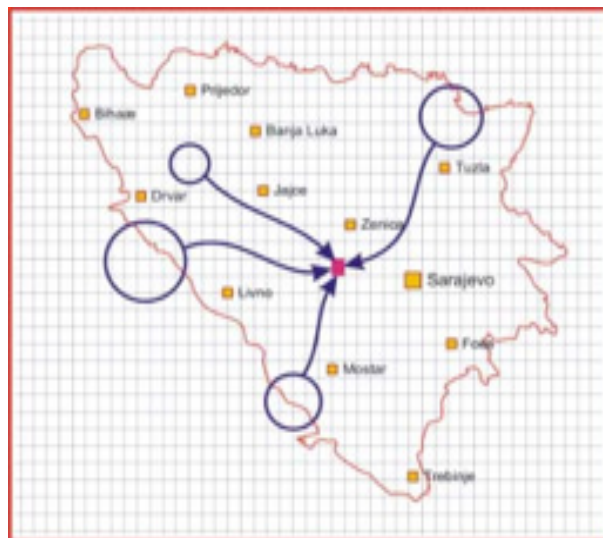 Prijedor
Bihać
Banja Luka
Tuzla
Jajce
Drvar
Zenica
Sarajevo
Livno
Foča
Mostar
Trebinje